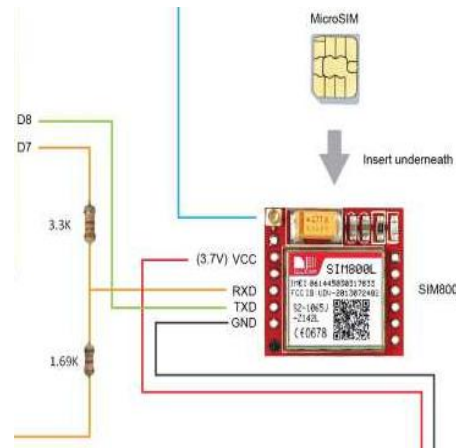 MicroSIM
D8
D7
Insert underneath
3.3K
(3.7V) VCC
SIM800L
SIM800
RXD
TXD
GND
1.69K